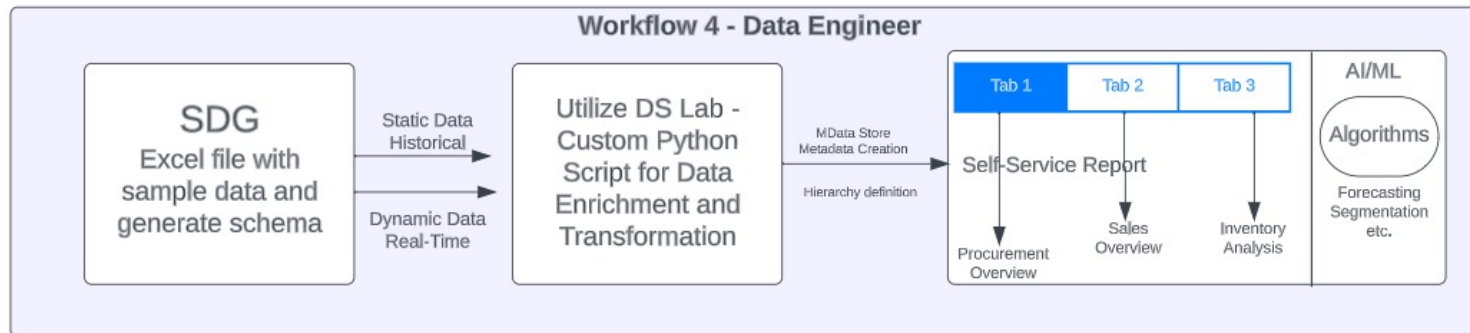 Workflow 4 - Data Engineer
SDG
Excel file with
sample data and
generate schema
Static Data
Historical
Dynamic Data
Real-Time
Utilize DS Lab -
Custom Python
Script for Data
Enrichment and
Transformation
MData Store
Metadata Creation
Hierarchy definition
Tab 1
Tab 2
Tab 3
Self-Service Report
Procurement
Overview
Sales
Overview
Inventory
Analysis
AI/ML
Algorithms
Forecasting
Segmentation
etc.